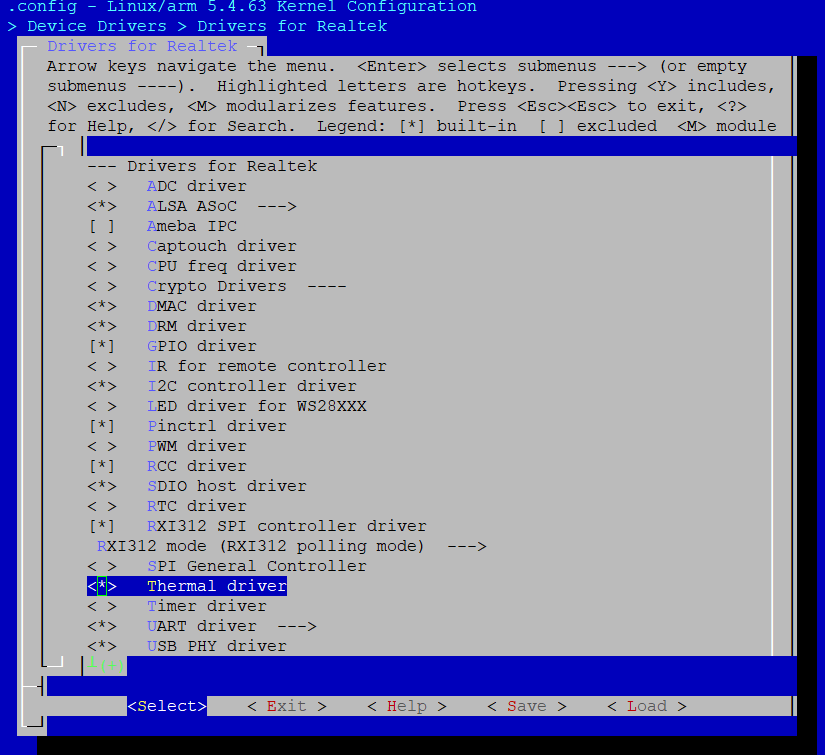 .config - Linux/arm 5.4.63 Kernel Configuration
> Device Drivers > Drivers for Realtek
Drivers for Realtek
Arrow keys navigate the menu.  <Enter> selects submenus ---> (or empty
submenus ----).  Highlighted letters are hotkeys.  Pressing <Y> includes,
<N> excludes, <M> modularizes features.  Press <Esc><Esc> to exit, <?>
for Help, </> for Search.  Legend: [*] built-in  [ ] excluded  <M> module
--- Drivers for Realtek
< >   ADC driver
<*>   ALSA ASoC  --->
[ ]   Ameba IPC
< >   Captouch driver
< >   CPU freq driver
< >   Crypto Drivers  ----
<*>   DMAC driver
<*>   DRM driver
[*]   GPIO driver
< >   IR for remote controller
<*>   I2C controller driver
< >   LED driver for WS28XXX
[*]   Pinctrl driver
< >   PWM driver
[*]   RCC driver
<*>   SDIO host driver
< >   RTC driver
[*]   RXI312 SPI controller driver
RXI312 mode (RXI312 polling mode)  --->
< >   SPI General Controller
<*>   Thermal driver
< >   Timer driver
<*>   UART driver  --->
<*>   USB PHY driver
┴(+)
<Select>    < Exit >    < Help >    < Save >    < Load >